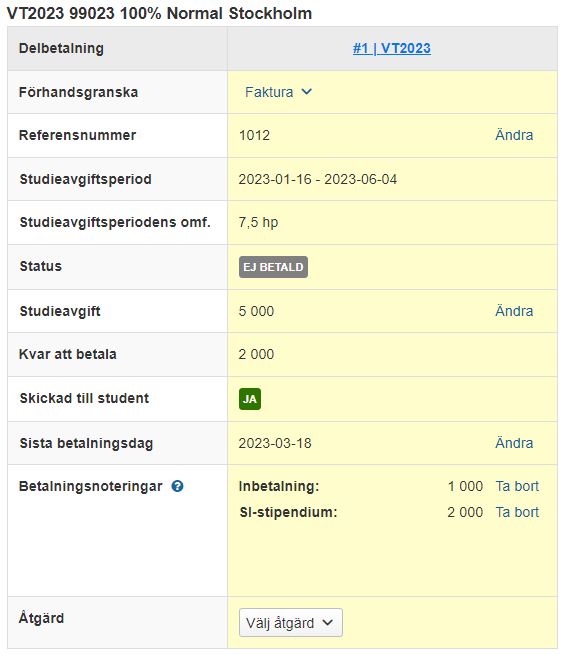 VT2023 99023 100% Normal Stockholm
Delbetalning #1 | VT2023
Förhandsgranska Faktura
Referensnummer 1012 Ändra
Studieavgiftsperiod 2023-01-16 - 2023-06-04
Studieavgiftsperiodens omf. 7,5 hp
Status EJ BETALD
Studieavgift 5 000 Ändra
Kvar att betala 2 000
Skickad till student JA
Sista betalningsdag 2023-03-18 Ändra
Betalningsnoteringar ? Inbetalning: 1 000 Ta bort
SI-stipendium: 2 000 Ta bort
Åtgärd Välj åtgärd